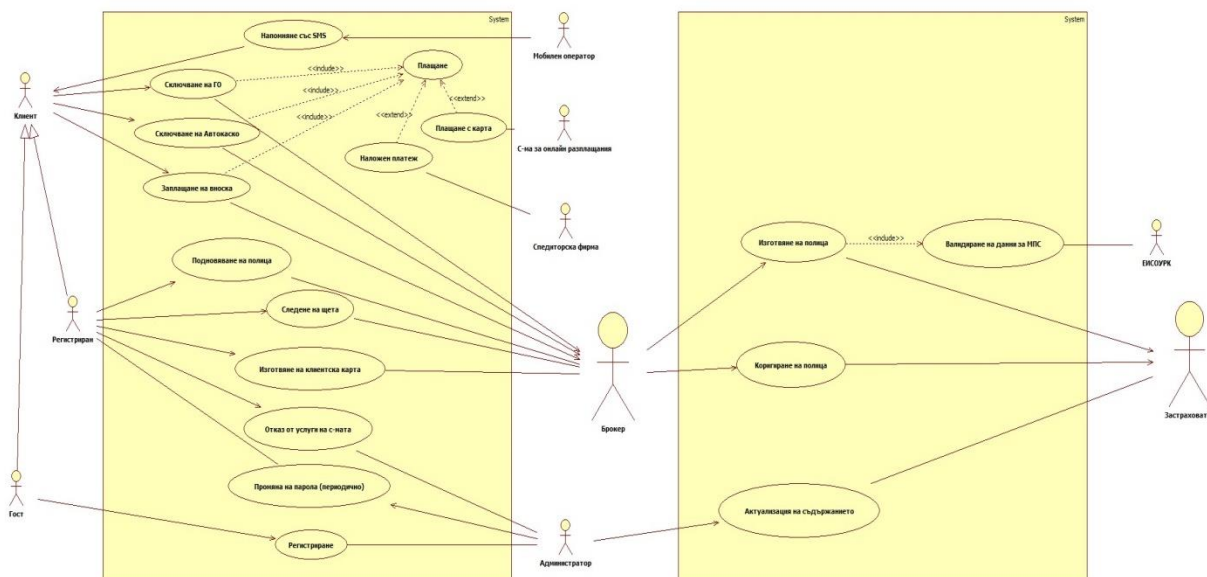 System
System
Напомняне със SMS
Мобилен оператор
Плащане
<<include>>
Сключване на ГО
Клиент
<<include>>
<<extend>>
<<extend>>
<<include>>
Сключване на Автокаско
Плащане с карта
С-ма за онлайн разплащания
Наложен платеж
Заплащане на вноска
Спедиторска фирма
Изготвяне на полица
<<include>>
Валидиране на данни за МПС
ЕИСОУРК
Подновяване на полица
Следене на щета
Регистриран
Изготвяне на клиентска карта
Коригиране на полица
Брокер
Застраховат
Отказ от услуги на с-ната
Проняна на парола (периодично)
Гост
Актуализация на съдържанието
Регистриране
Администратор